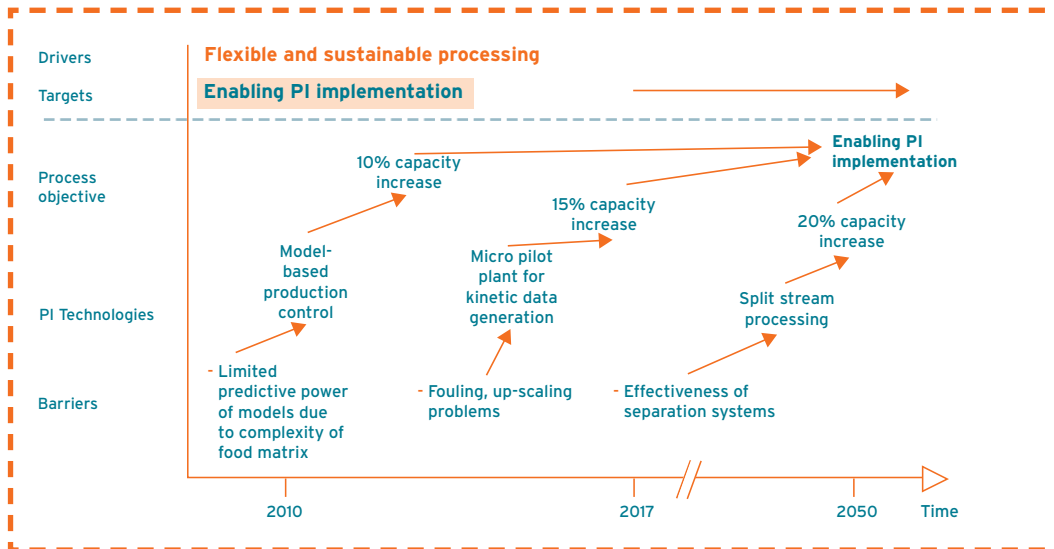 Drivers
Flexible and sustainable processing
Targets
Enabling PI implementation
Process
objective
10% capacity
increase
15% capacity
increase
20% capacity
increase
Enabling PI
implementation
PI Technologies
Model-
based
production
control
Micro pilot
plant for
kinetic data
generation
Split stream
processing
Barriers
- Limited
predictive power
of models due
to complexity of
food matrix
- Fouling, up-scaling
problems
- Effectiveness of
separation systems
2010
2017
2050
Time